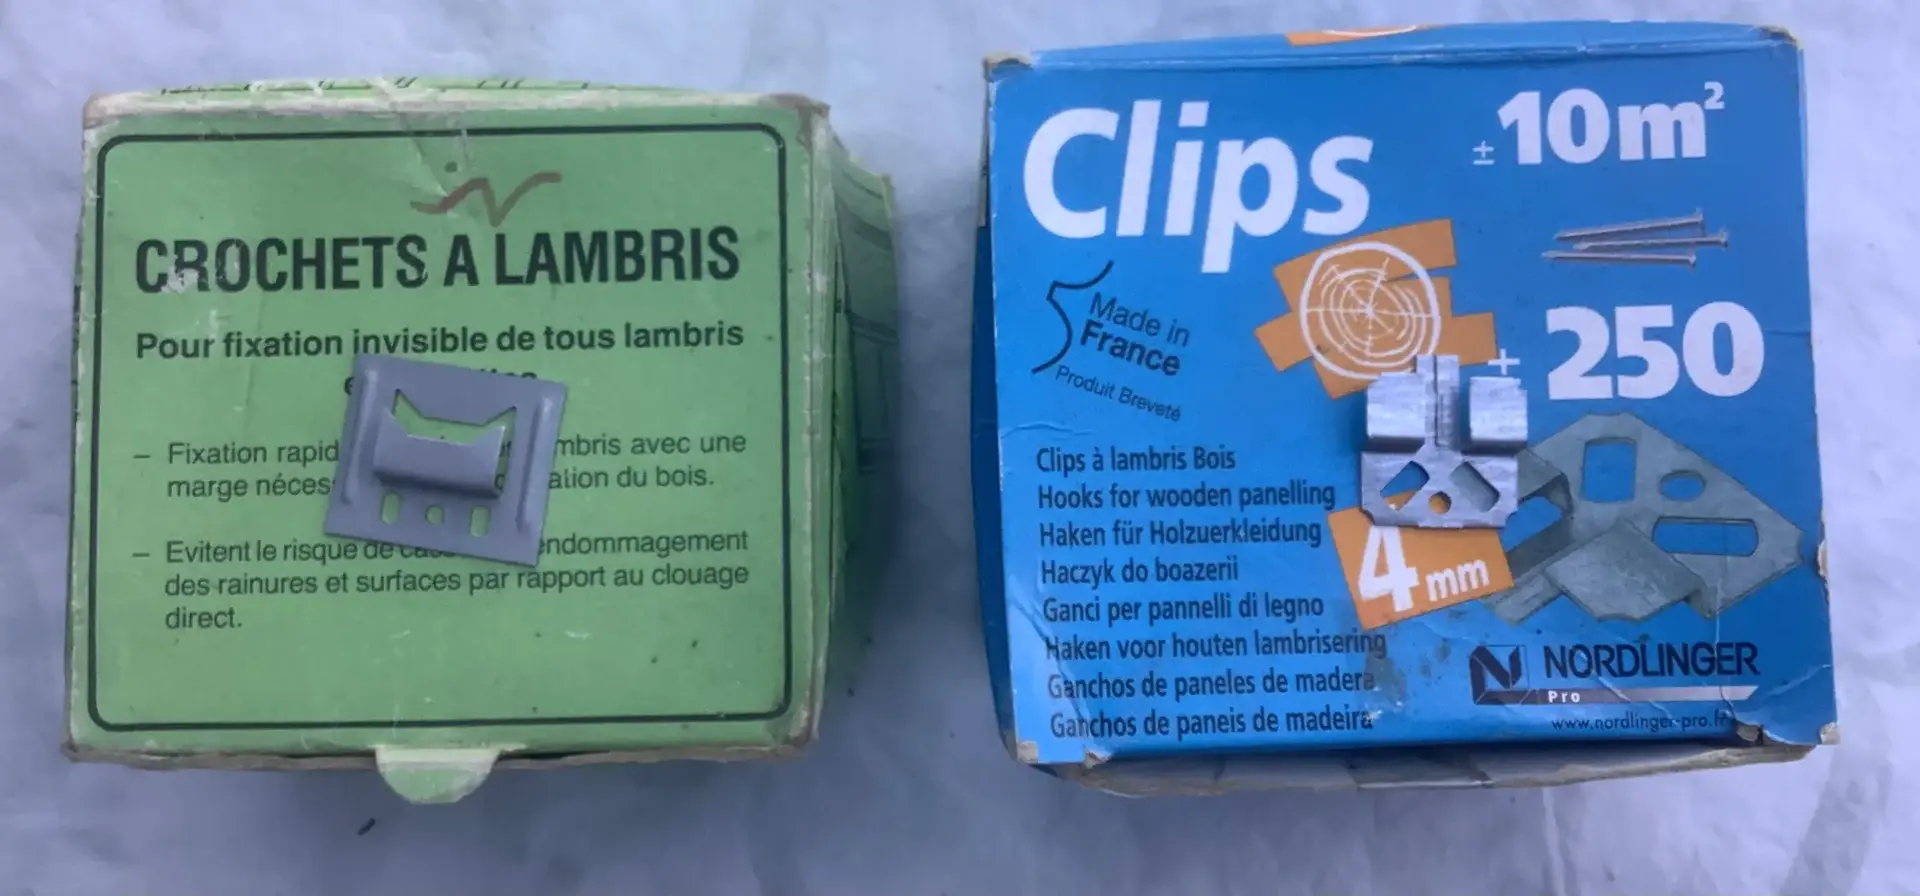 CROCHETS A LAMBRIS
Pour fixation invisible de tous lambris
– Fixation rapid
mbris avec une
marge néces
ation du bois.
– Evitent le risque de
endommagement
des rainures et surfaces par rapport au clouage
direct.
Clips
± 10m²
Made in
France
Produit Breveté
± 250
Clips à lambris Bois
Hooks for wooden panelling
Haken für Holzuerkleidung
Haczyk do boazerii
Ganci per pannelli di legno
Haken voor houten lambrisering
Ganchos de paneles de madera
Ganchos de paneis de madeira
4mm
NORDLINGER
Pro
www.nordlinger-pro.fr